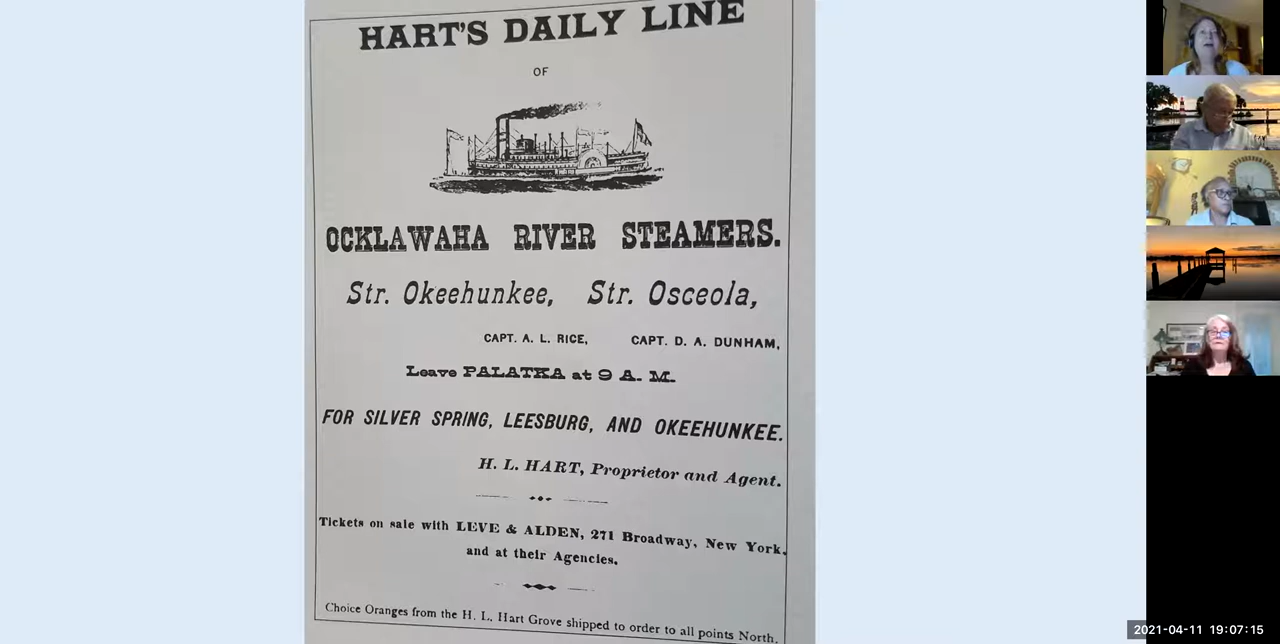 HART'S DAILY LINE
OF
OCKLAWAHA RIVER STEAMERS.
Str. Okeehunkee, Str. Osceola,
CAPT. A. L. RICE, CAPT. D. A. DUNHAM,
Leave PALATKA at 9 A. M.
FOR SILVER SPRING, LEESBURG, AND OKEEHUNKEE.
H. L. HART, Proprietor and Agent.
Tickets on sale with LEVE & ALDEN, 271 Broadway, New York,
and at their Agencies.
Choice Oranges from the H. L. Hart Grove shipped to order to all points North.
2021-04-11 19:07:15